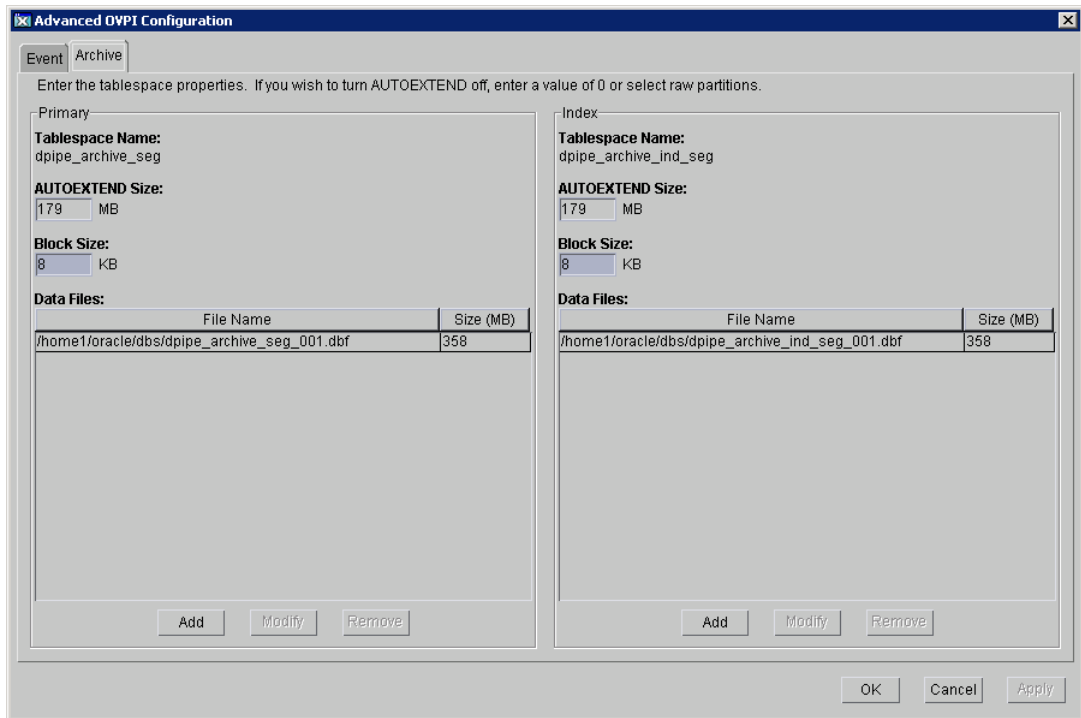 Advanced OVPI Configuration
Event Archive
Enter the tablespace properties. If you wish to turn AUTOEXTEND off, enter a value of 0 or select raw partitions.
Primary
Tablespace Name:
dpipe_archive_seg
AUTOEXTEND Size:
179 MB
Block Size:
8 KB
Data Files:
File Name Size (MB)
/home1/oracle/dbs/dpipe_archive_seg_001.dbf 358
Add Modify Remove
Index
Tablespace Name:
dpipe_archive_ind_seg
AUTOEXTEND Size:
179 MB
Block Size:
8 KB
Data Files:
File Name Size (MB)
/home1/oracle/dbs/dpipe_archive_ind_seg_001.dbf 358
Add Modify Remove
OK Cancel Apply